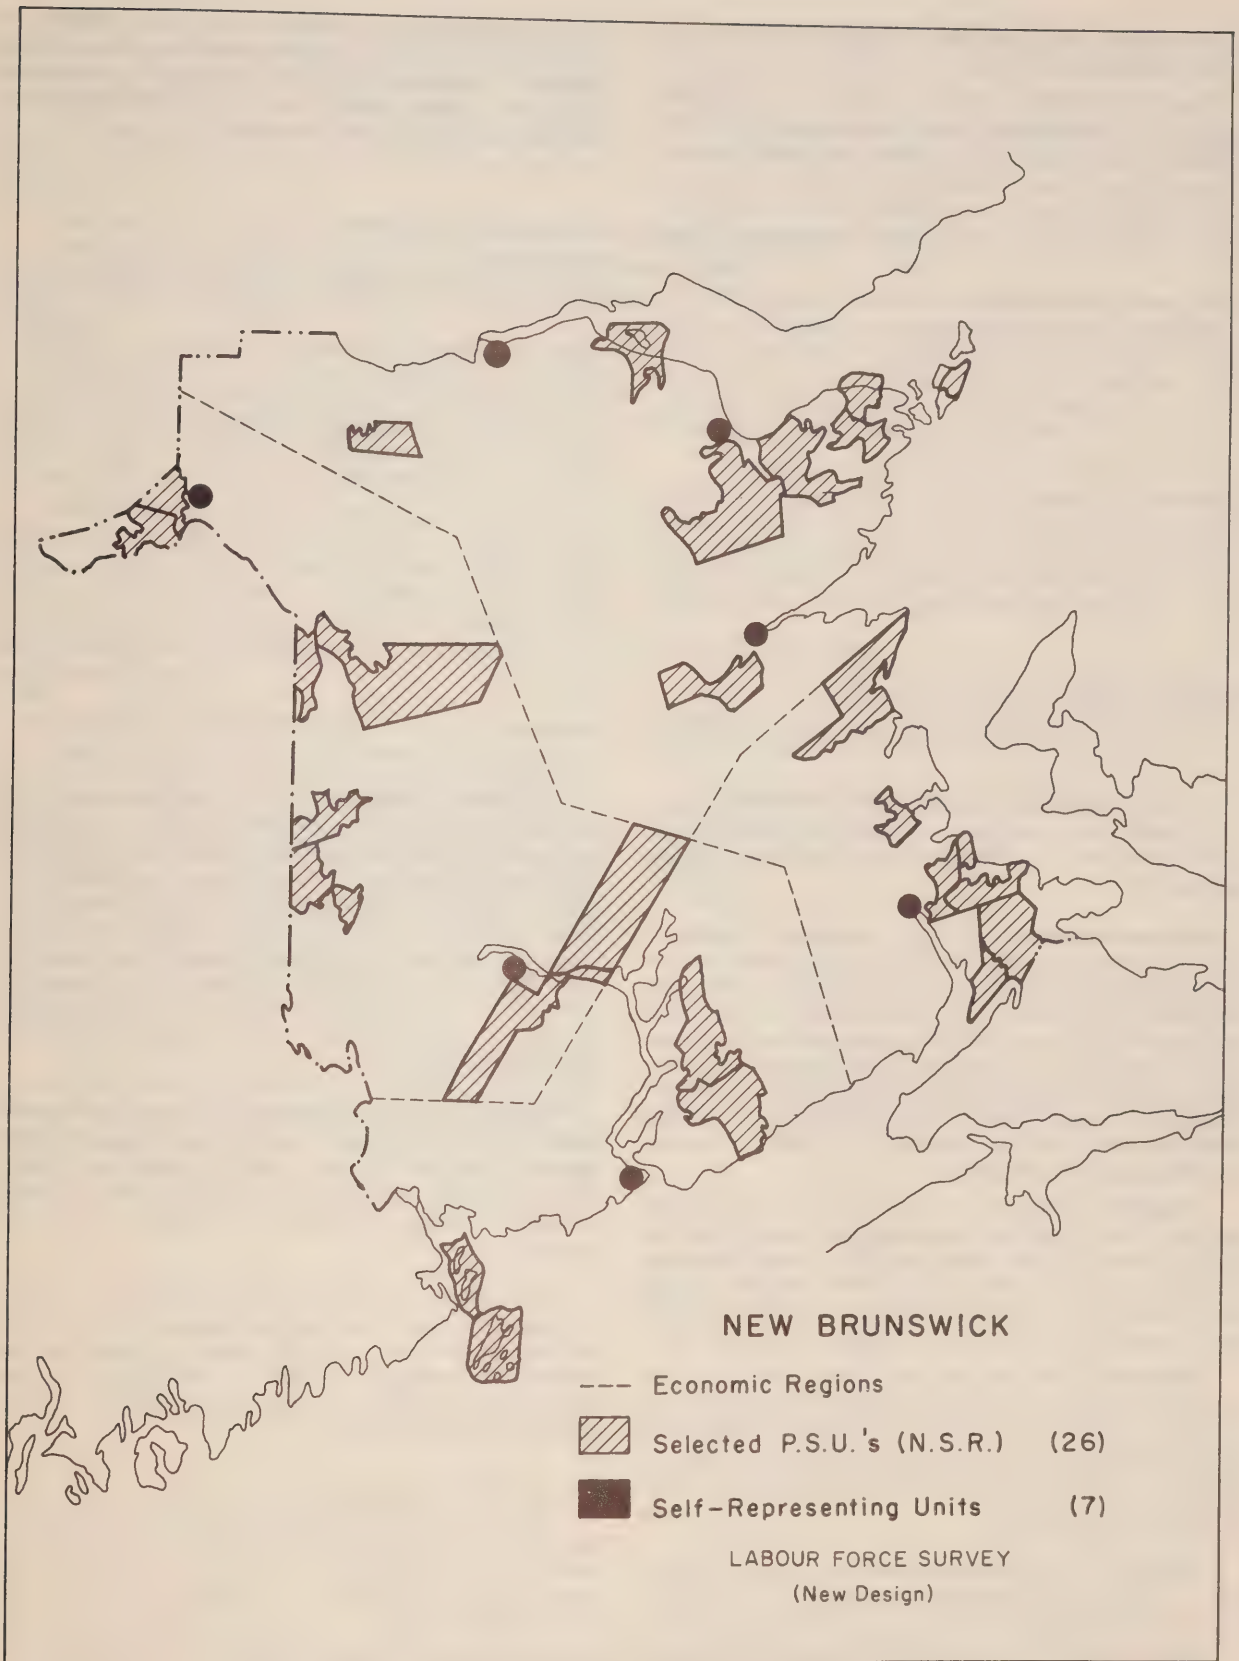 NEW BRUNSWICK
Economic Regions
Selected P.S.U.'s (N.S.R.) (26)
Self-Representing Units (7)
LABOUR FORCE SURVEY
(New Design)